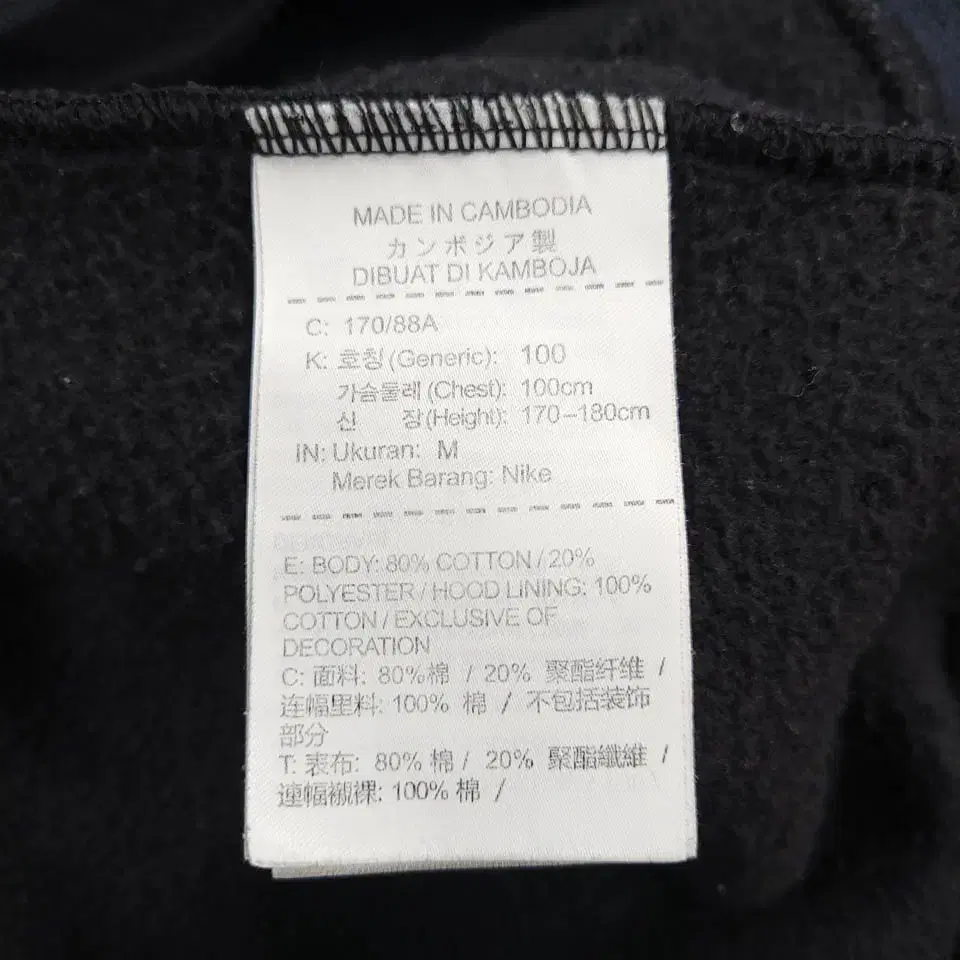 MADE IN CAMBODIA
カンボジア製
DIBUAT DI KAMBOJA
C: 170/88A
K: 호칭(Generic): 100
가슴둘레(Chest): 100cm
신 장(Height): 170-180cm
IN: Ukuran: M
Merek Barang: Nike
E: BODY: 80% COTTON / 20%
POLYESTER / HOOD LINING: 100%
COTTON / EXCLUSIVE OF
DECORATION
C: 面料: 80%棉 / 20% 聚酯纤维 /
连幅里料: 100% 棉 / 不包括装饰
部分
T: 表布: 80% 棉 / 20% 聚酯纖維 /
連幅襯裸: 100% 棉 /